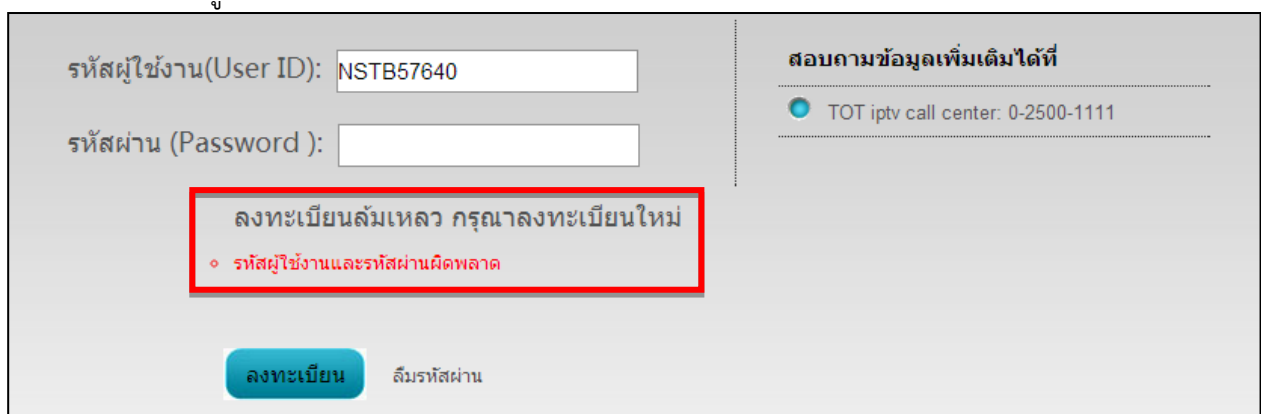 รหัสผู้ใช้งาน(User ID): NSTB57640
รหัสผ่าน (Password ):
ลงทะเบียนล้มเหลว กรุณาลงทะเบียนใหม่
รหัสผู้ใช้งานและรหัสผ่านผิดพลาด
ลงทะเบียน ลืมรหัสผ่าน
สอบถามข้อมูลเพิ่มเติมได้ที่
TOT iptv call center: 0-2500-1111